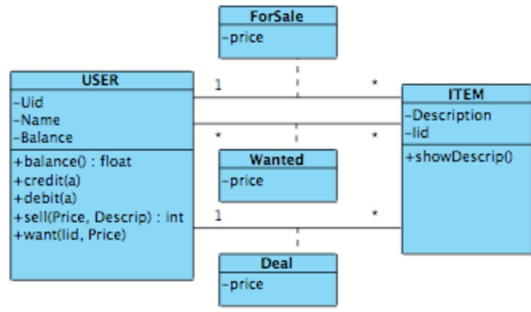 ForSale
-price
USER
-Uid
-Name
-Balance
+balance() : float
+credit(a)
+debit(a)
+sell(Price, Descrip) : int
+want(Iid, Price)
1
*
*
*
1
*
Wanted
-price
Deal
-price
ITEM
-Description
-Iid
+showDescrip()